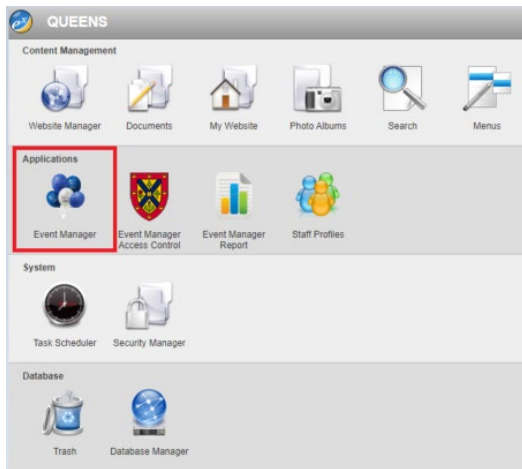 QUEENS
Content Management
Website Manager
Documents
My Website
Photo Albums
Search
Menus
Applications
Event Manager
Event Manager
Access Control
Event Manager
Report
Staff Profiles
System
Task Scheduler
Security Manager
Database
Trash
Database Manager